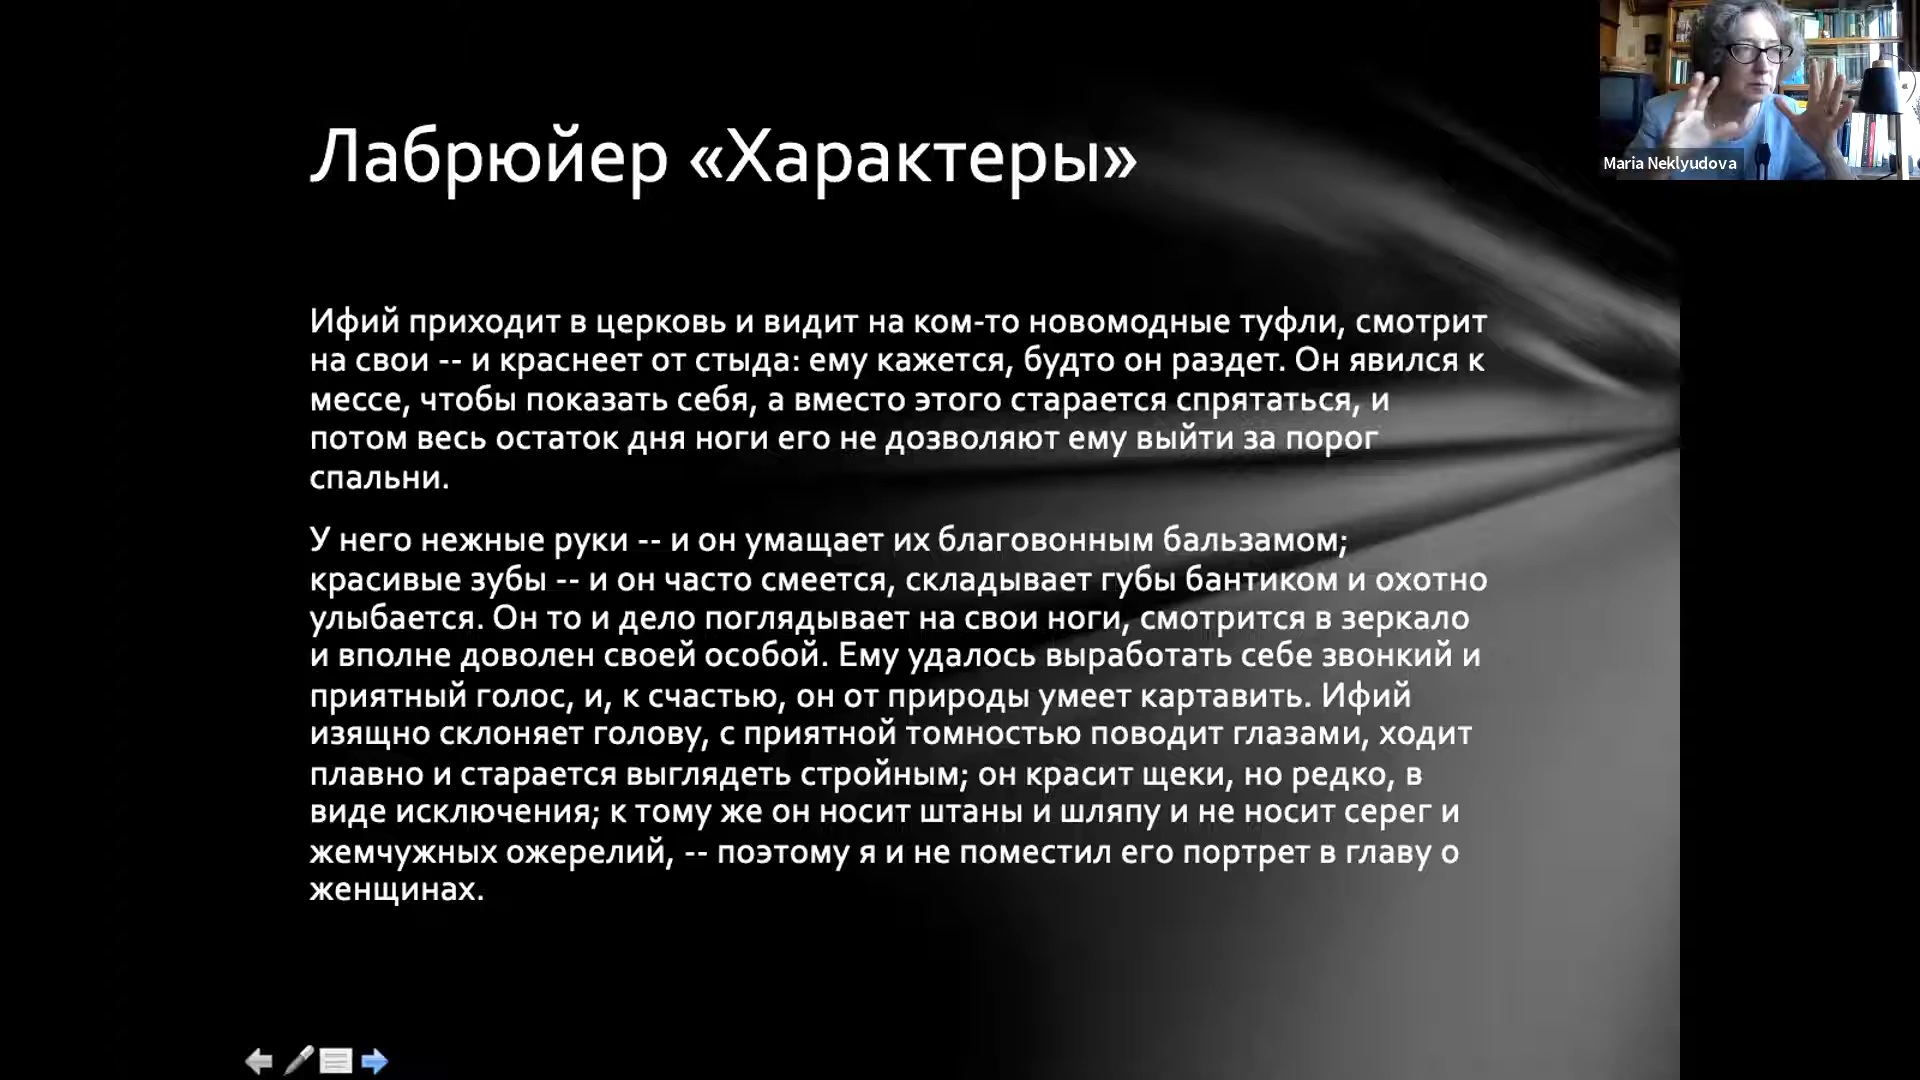 Лабрюйер «Характеры»
Maria Neklyudova
Ифий приходит в церковь и видит на ком-то новомодные туфли, смотрит
на свои -- и краснеет от стыда: ему кажется, будто он раздет. Он явился к
мессе, чтобы показать себя, а вместо этого старается спрятаться, и
потом весь остаток дня ноги его не дозволяют ему выйти за порог
спальни.
У него нежные руки -- и он умащает их благовонным бальзамом;
красивые зубы -- и он часто смеется, складывает губы бантиком и охотно
улыбается. Он то и дело поглядывает на свои ноги, смотрится в зеркало
и вполне доволен своей особой. Ему удалось выработать себе звонкий и
приятный голос, и, к счастью, он от природы умеет картавить. Ифий
изящно склоняет голову, с приятной томностью поводит глазами, ходит
плавно и старается выглядеть стройным; он красит щеки, но редко, в
виде исключения; к тому же он носит штаны и шляпу и не носит серег и
жемчужных ожерелий, -- поэтому я и не поместил его портрет в главу о
женщинах.